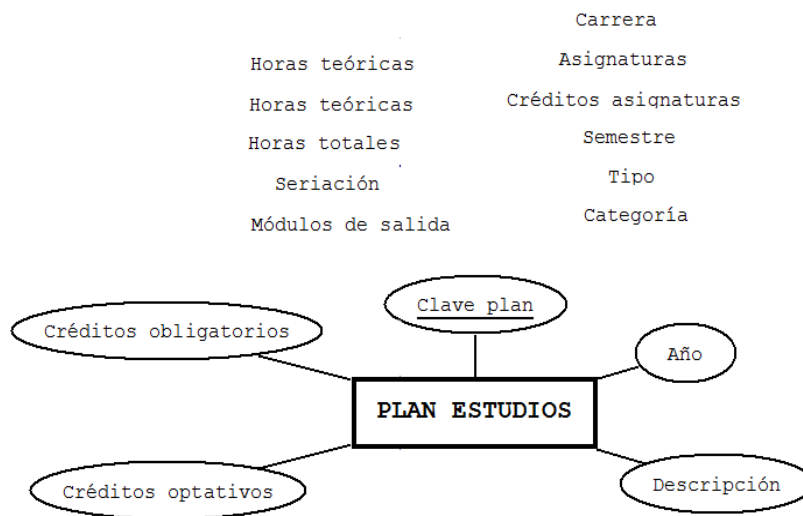 Horas teóricas
Horas teóricas
Horas totales
Seriación
Módulos de salida
Carrera
Asignaturas
Créditos asignaturas
Semestre
Tipo
Categoría
Clave plan
Créditos obligatorios
Año
PLAN ESTUDIOS
Créditos optativos
Descripción